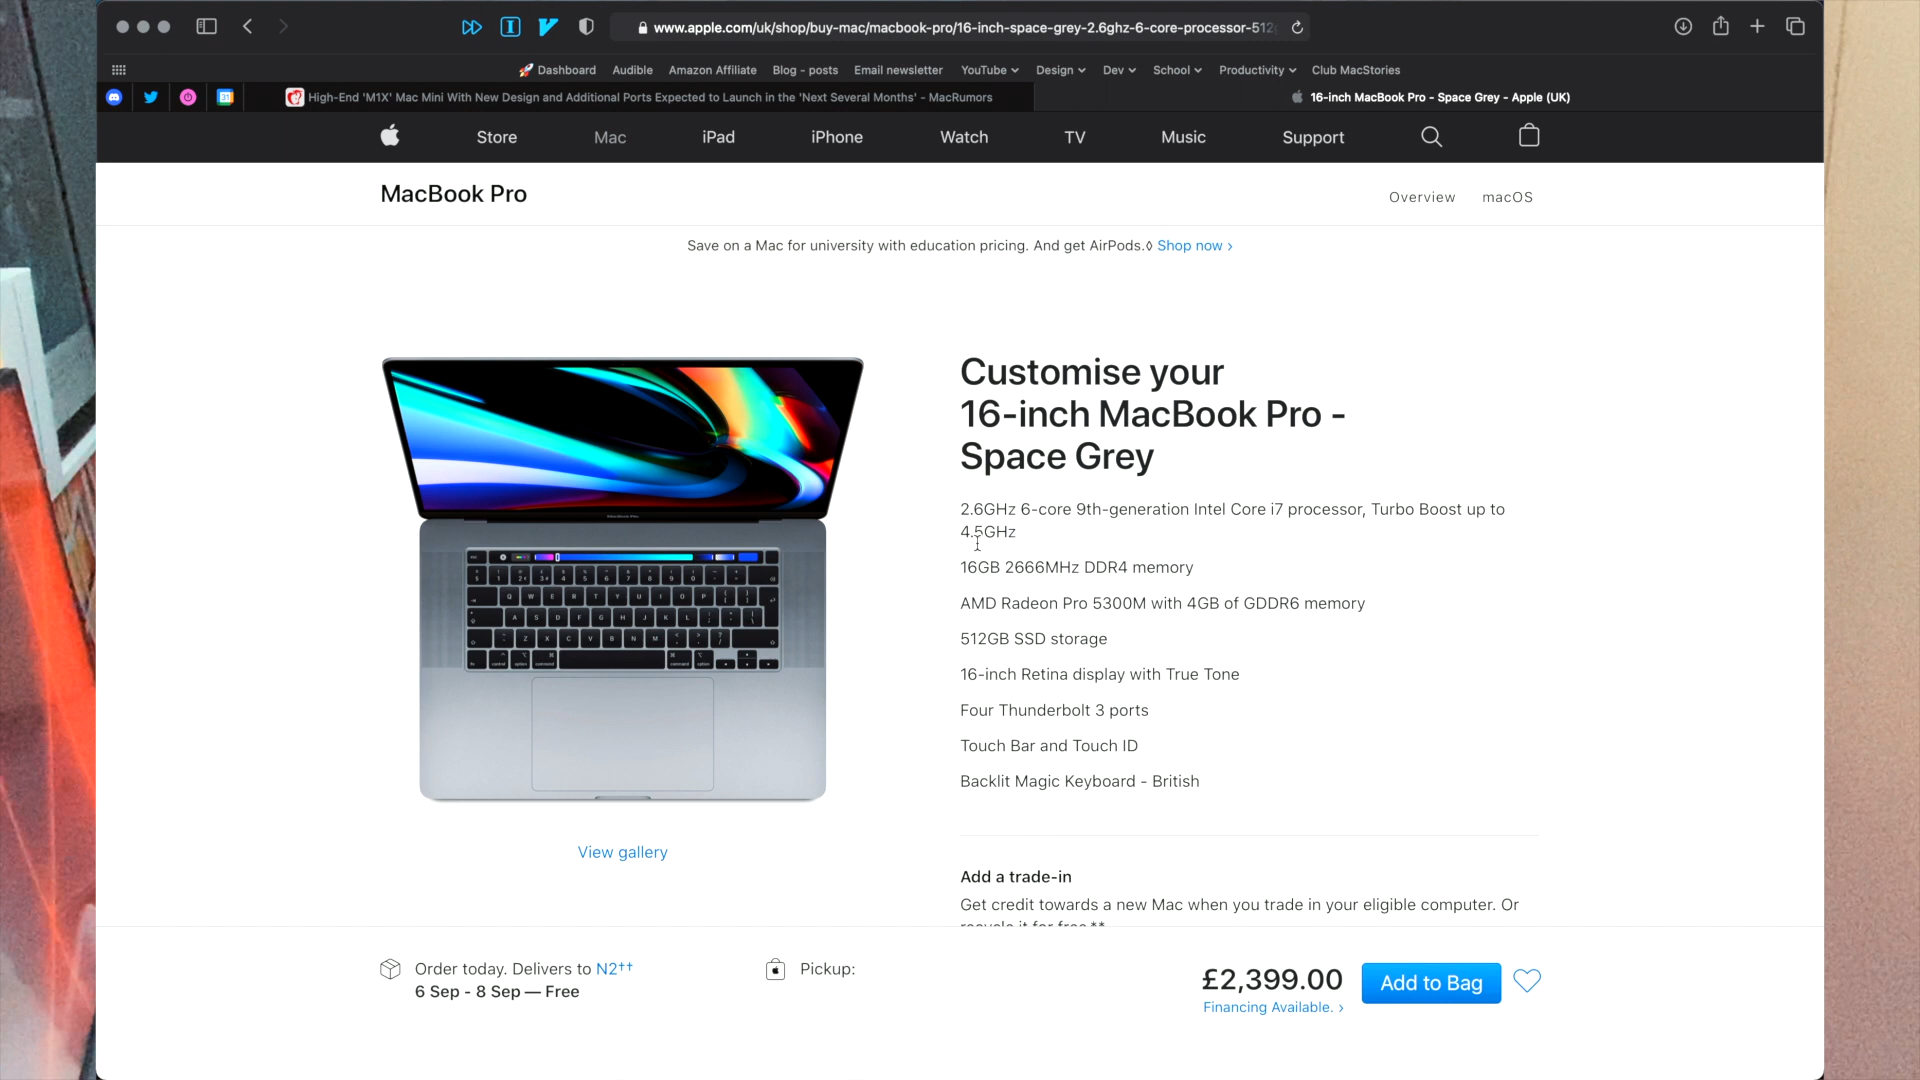 www.apple.com/uk/shop/buy-mac/macbook-pro/16-inch-space-grey-2.6ghz-6-core-processor-512
Dashboard Audible Amazon Affiliate Blog - posts Email newsletter YouTube Design Dev School Productivity Club MacStories
High-End 'M1X' Mac Mini With New Design and Additional Ports Expected to Launch in the 'Next Several Months' - MacRumors
16-inch MacBook Pro - Space Grey - Apple (UK)
Store Mac iPad iPhone Watch TV Music Support
MacBook Pro
Overview macOS
Save on a Mac for university with education pricing. And get AirPods.◊ Shop now ›
Customise your
16-inch MacBook Pro -
Space Grey
2.6GHz 6-core 9th-generation Intel Core i7 processor, Turbo Boost up to
4.5GHz
16GB 2666MHz DDR4 memory
AMD Radeon Pro 5300M with 4GB of GDDR6 memory
512GB SSD storage
16-inch Retina display with True Tone
Four Thunderbolt 3 ports
Touch Bar and Touch ID
Backlit Magic Keyboard - British
View gallery
Add a trade-in
Get credit towards a new Mac when you trade in your eligible computer. Or
recycle it for free.**
Order today. Delivers to N2††
6 Sep - 8 Sep — Free
Pickup:
£2,399.00
Financing Available. ›
Add to Bag